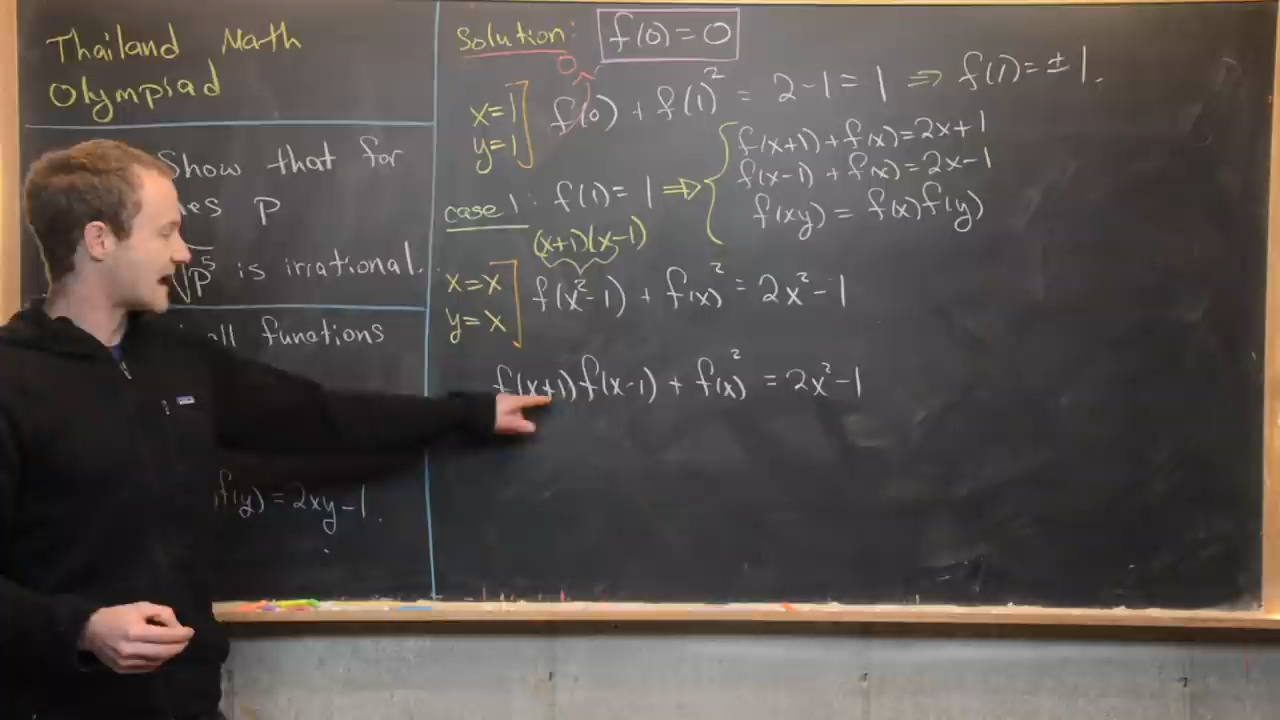 Thailand Math
Olympiad
Show that for
p
√p⁵ is irrational.
functions
f(y) = 2xy-1.
Solution: f(0) = 0
0
x=1
y=1
f(0) + f(1)² = 2-1 = 1 ⇒ f(1) = ±1.
case 1: f(1) = 1 ⇒
f(x+1) + f(x) = 2x+1
f(x-1) + f(x) = 2x-1
f(xy) = f(x)f(y)
(x+1)(x-1)
x=x
y=x
f(x²-1) + f(x)² = 2x²-1
f(x+1)f(x-1) + f(x)² = 2x²-1